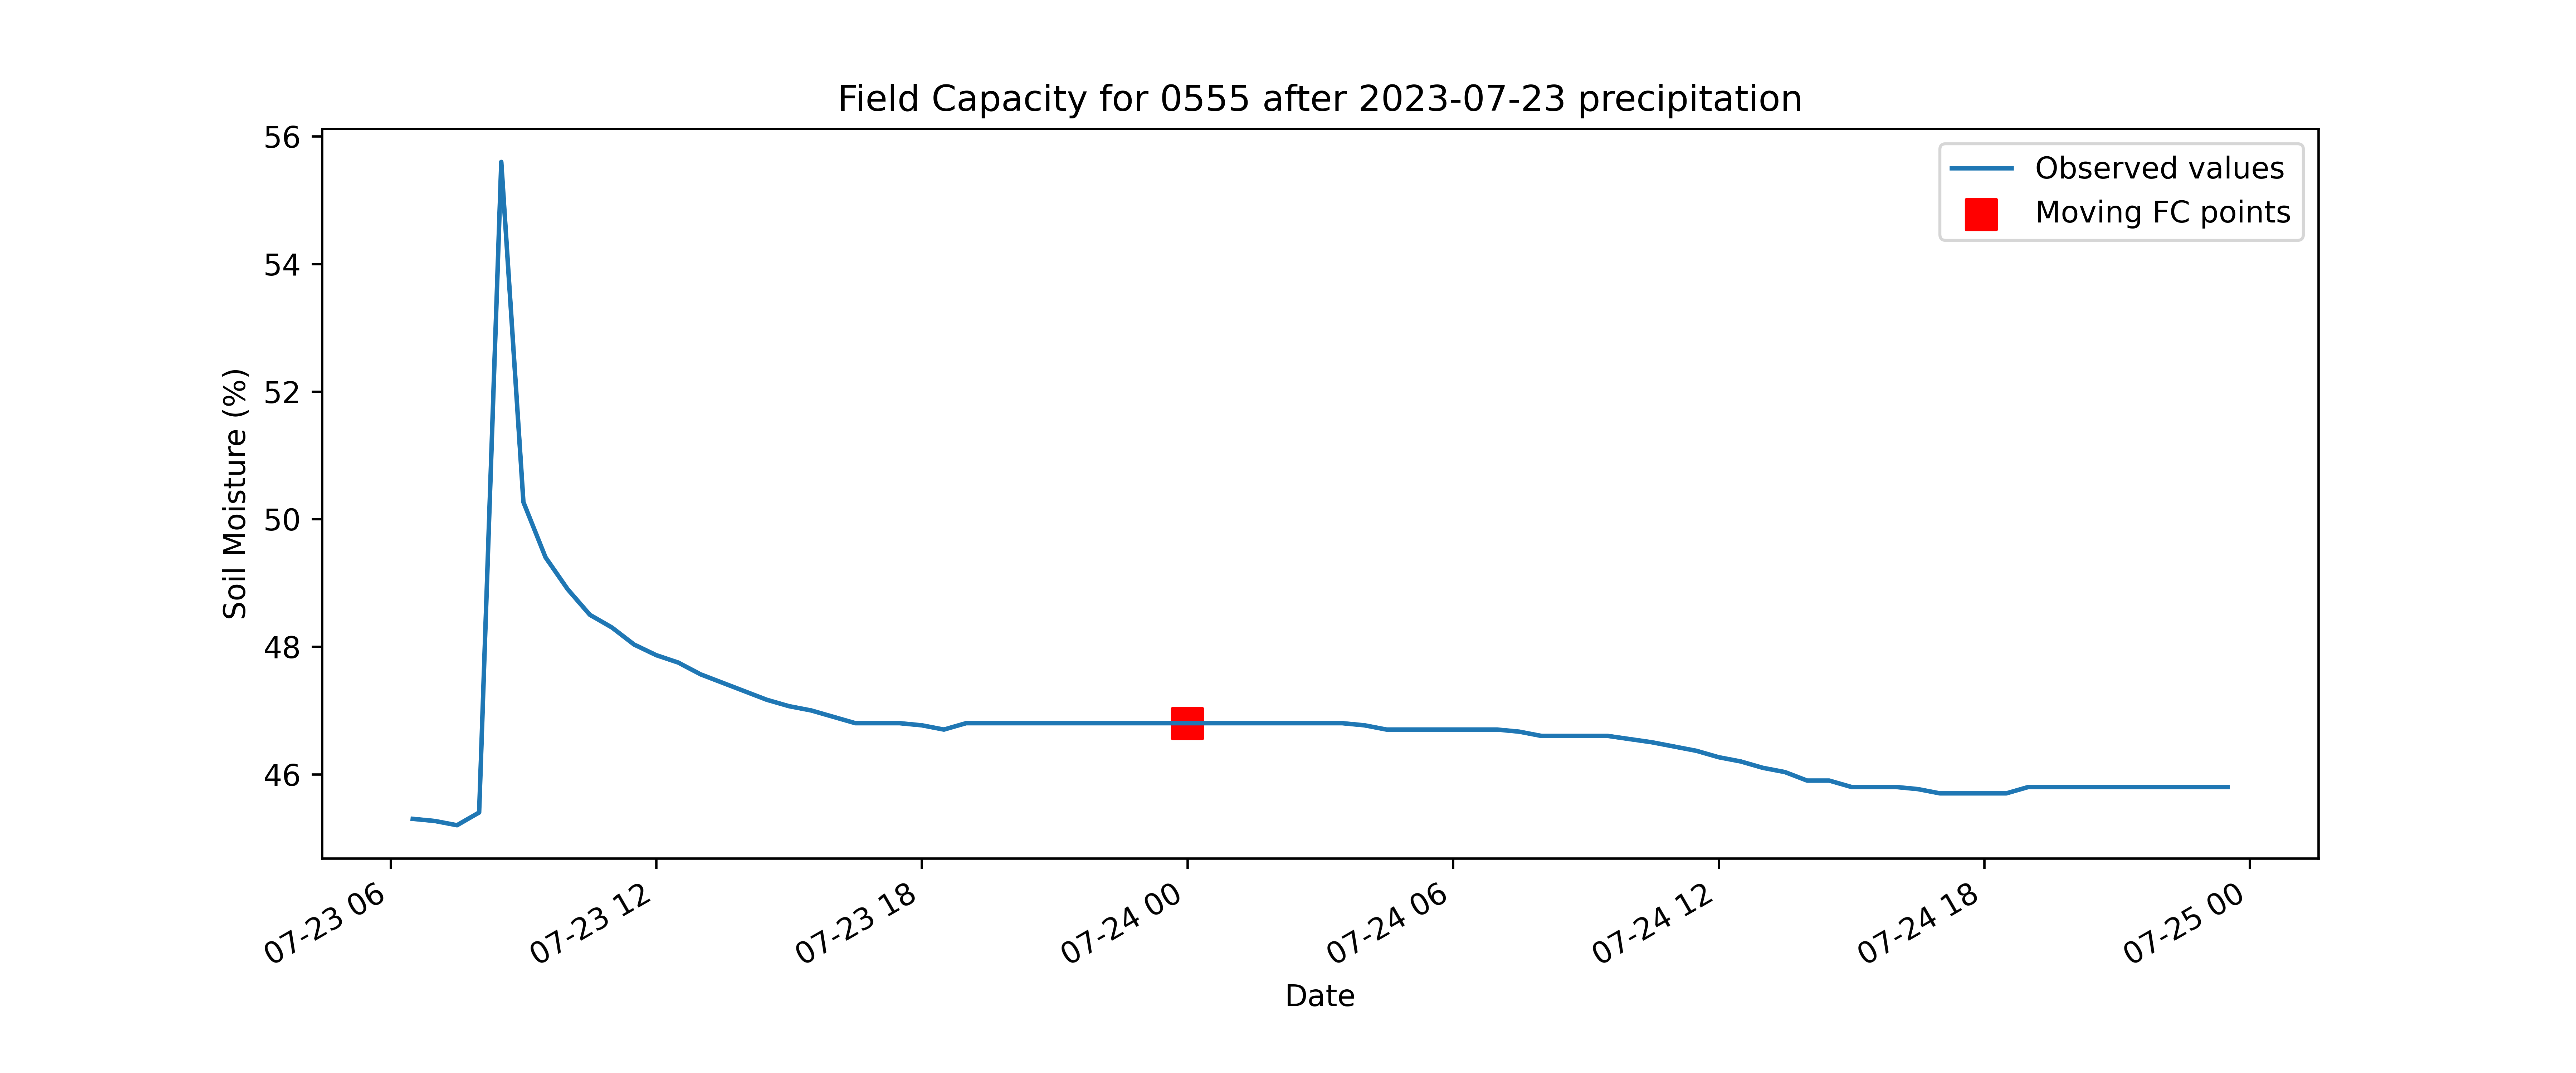 Field Capacity for 0555 after 2023-07-23 precipitation
Observed values
Moving FC points
Soil Moisture (%)
56
54
52
50
48
46
07-23 06
07-23 12
07-23 18
07-24 00
07-24 06
07-24 12
07-24 18
07-25 00
Date